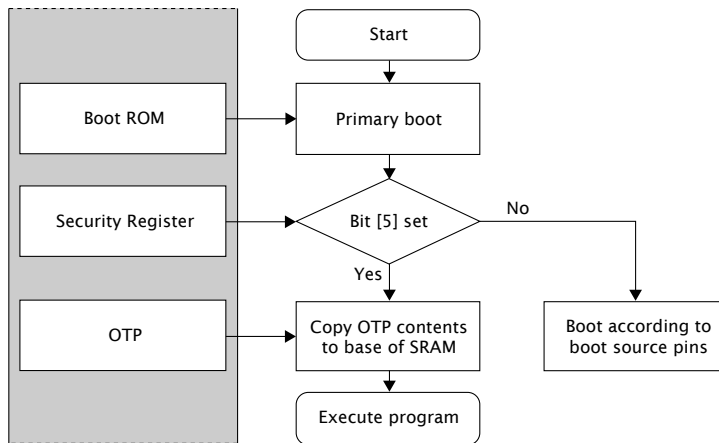 Start
Boot ROM
Primary boot
Security Register
Bit [5] set
No
Yes
OTP
Copy OTP contents
to base of SRAM
Boot according to
boot source pins
Execute program